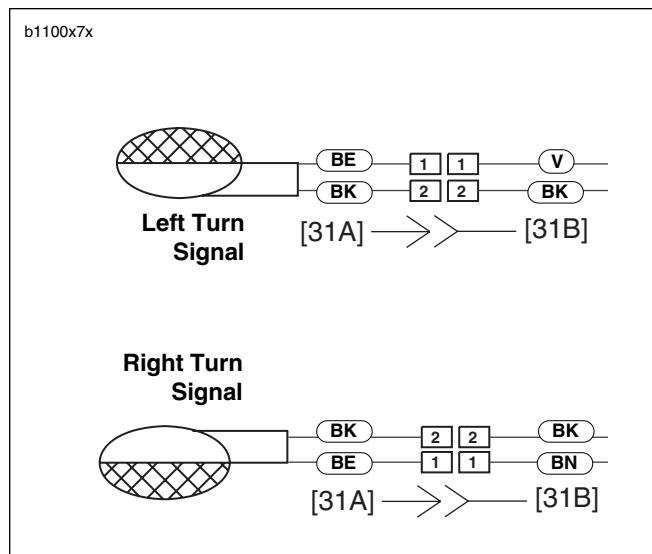 b1100x7x
BE 1 1 V
BK 2 2 BK
Left Turn
Signal
[31A] [31B]
Right Turn
Signal
BK 2 2 BK
BE 1 1 BN
[31A] [31B]